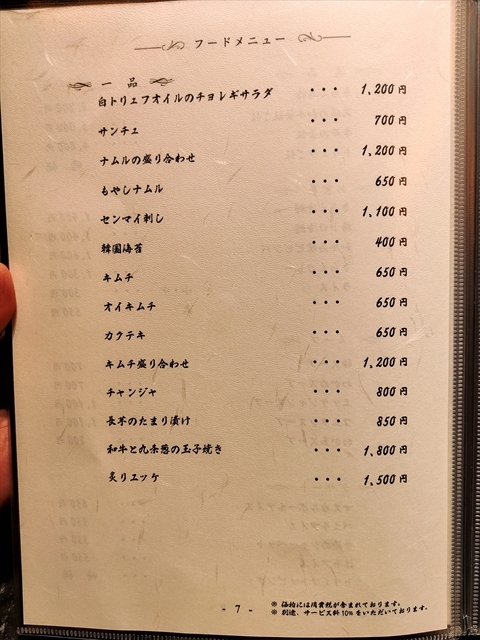 フードメニュー
一品
白トリュフオイルのチョレギサラダ ・・・ 1,200円
サンチェ ・・・ 700円
ナムルの盛り合わせ ・・・ 1,200円
もやしナムル ・・・ 650円
センマイ刺し ・・・ 1,100円
韓国海苔 ・・・ 400円
キムチ ・・・ 650円
オイキムチ ・・・ 650円
カクテキ ・・・ 650円
キムチ盛り合わせ ・・・ 1,200円
チャンジャ ・・・ 800円
長芋のたまり漬け ・・・ 850円
和牛と九条葱の玉子焼き ・・・ 1,800円
炙りユッケ ・・・ 1,500円
※ 価格には消費税が含まれております。
※ 別途、サービス料10%をいただいております。
- 7 -